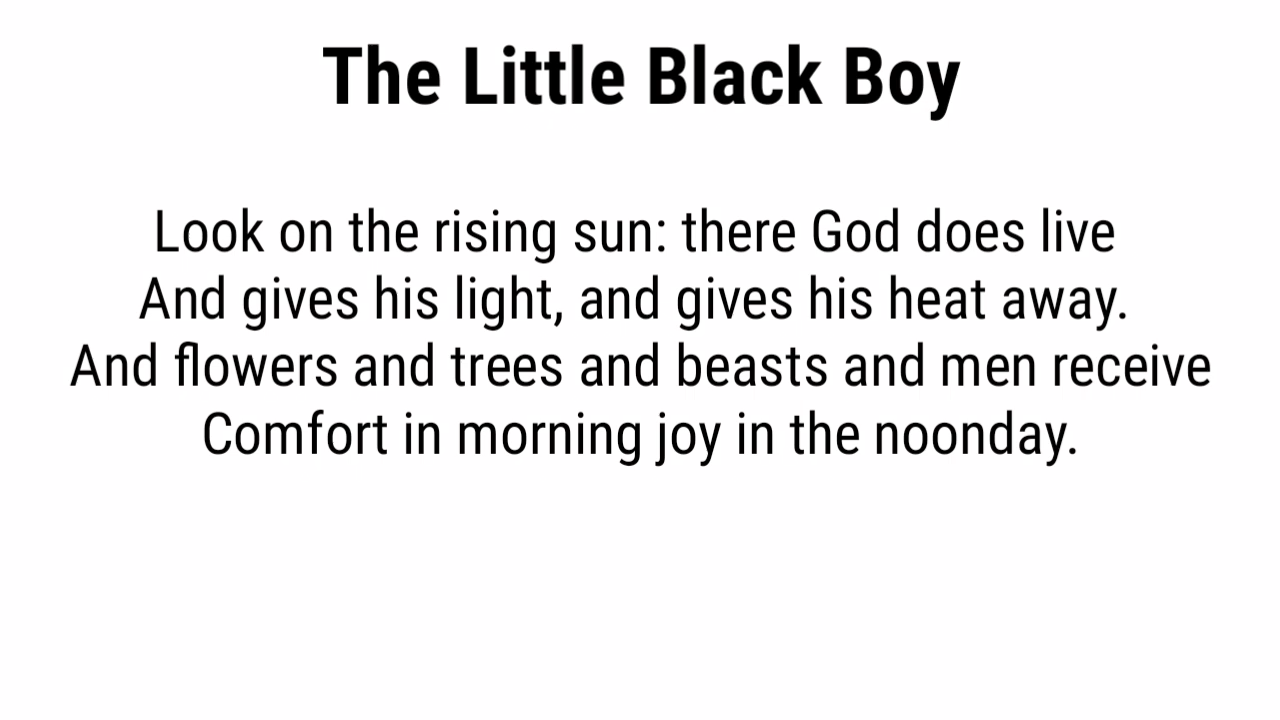 The Little Black Boy
Look on the rising sun: there God does live
And gives his light, and gives his heat away.
And flowers and trees and beasts and men receive
Comfort in morning joy in the noonday.